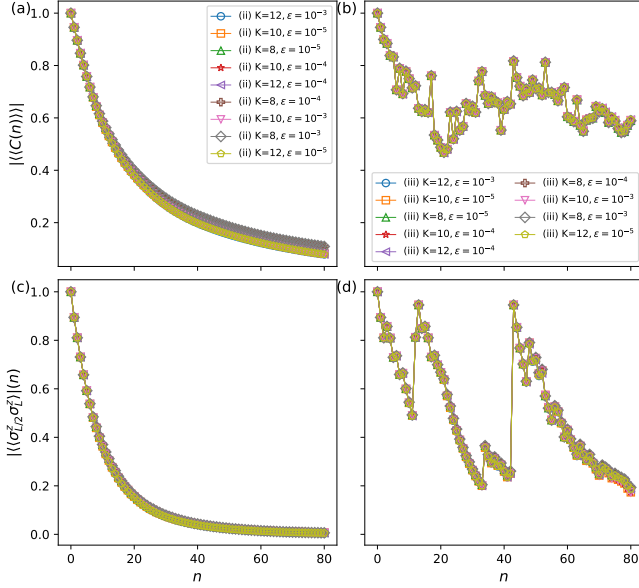 (a)
(b)
1.0
0.8
0.6
0.4
0.2
|⟨⟨C(n)⟩⟩|
(ii) K=12, ε = 10⁻³
(ii) K=10, ε = 10⁻⁵
(ii) K=8, ε = 10⁻⁵
(ii) K=10, ε = 10⁻⁴
(ii) K=12, ε = 10⁻⁴
(ii) K=8, ε = 10⁻⁴
(ii) K=10, ε = 10⁻³
(ii) K=8, ε = 10⁻³
(ii) K=12, ε = 10⁻⁵
(iii) K=12, ε = 10⁻³
(iii) K=10, ε = 10⁻⁵
(iii) K=8, ε = 10⁻⁵
(iii) K=10, ε = 10⁻⁴
(iii) K=12, ε = 10⁻⁴
(iii) K=8, ε = 10⁻⁴
(iii) K=10, ε = 10⁻³
(iii) K=8, ε = 10⁻³
(iii) K=12, ε = 10⁻⁵
(c)
(d)
1.0
0.8
0.6
0.4
0.2
0.0
|⟨⟨σᶻ_{L/2}σᶻ_L⟩⟩|(n)
0 20 40 60 80
n
0 20 40 60 80
n